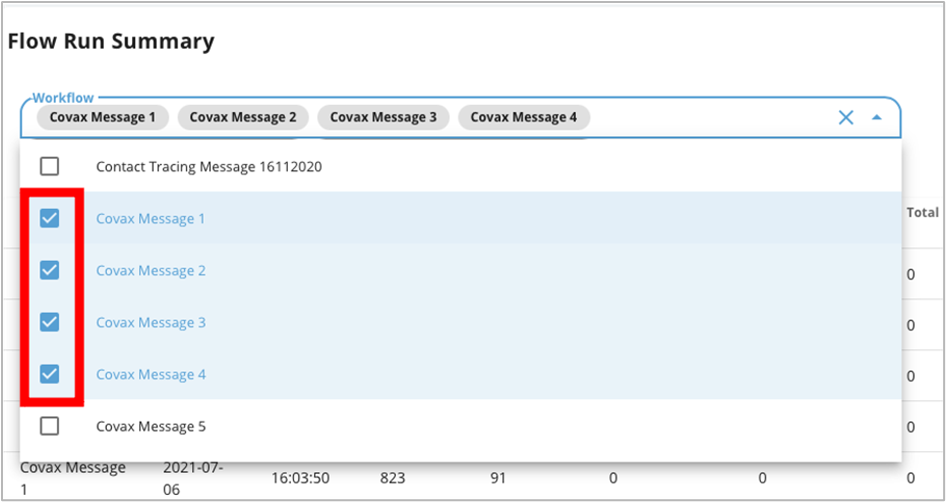 Flow Run Summary
Workflow
Covax Message 1 Covax Message 2 Covax Message 3 Covax Message 4
Contact Tracing Message 16112020
Covax Message 1
Total
Covax Message 2
0
Covax Message 3
0
Covax Message 4
0
Covax Message 5
0
Covax Message 2021-07- 16:03:50 823 91 0 0 0
1 06